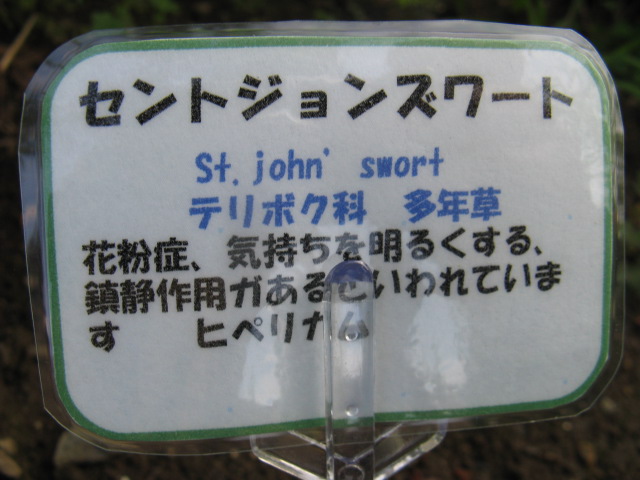 セントジョンズワート
St.john' swort
テリボク科　多年草
花粉症、気持ちを明るくする、
鎮静作用があるといわれていま
す　　ヒペリカム